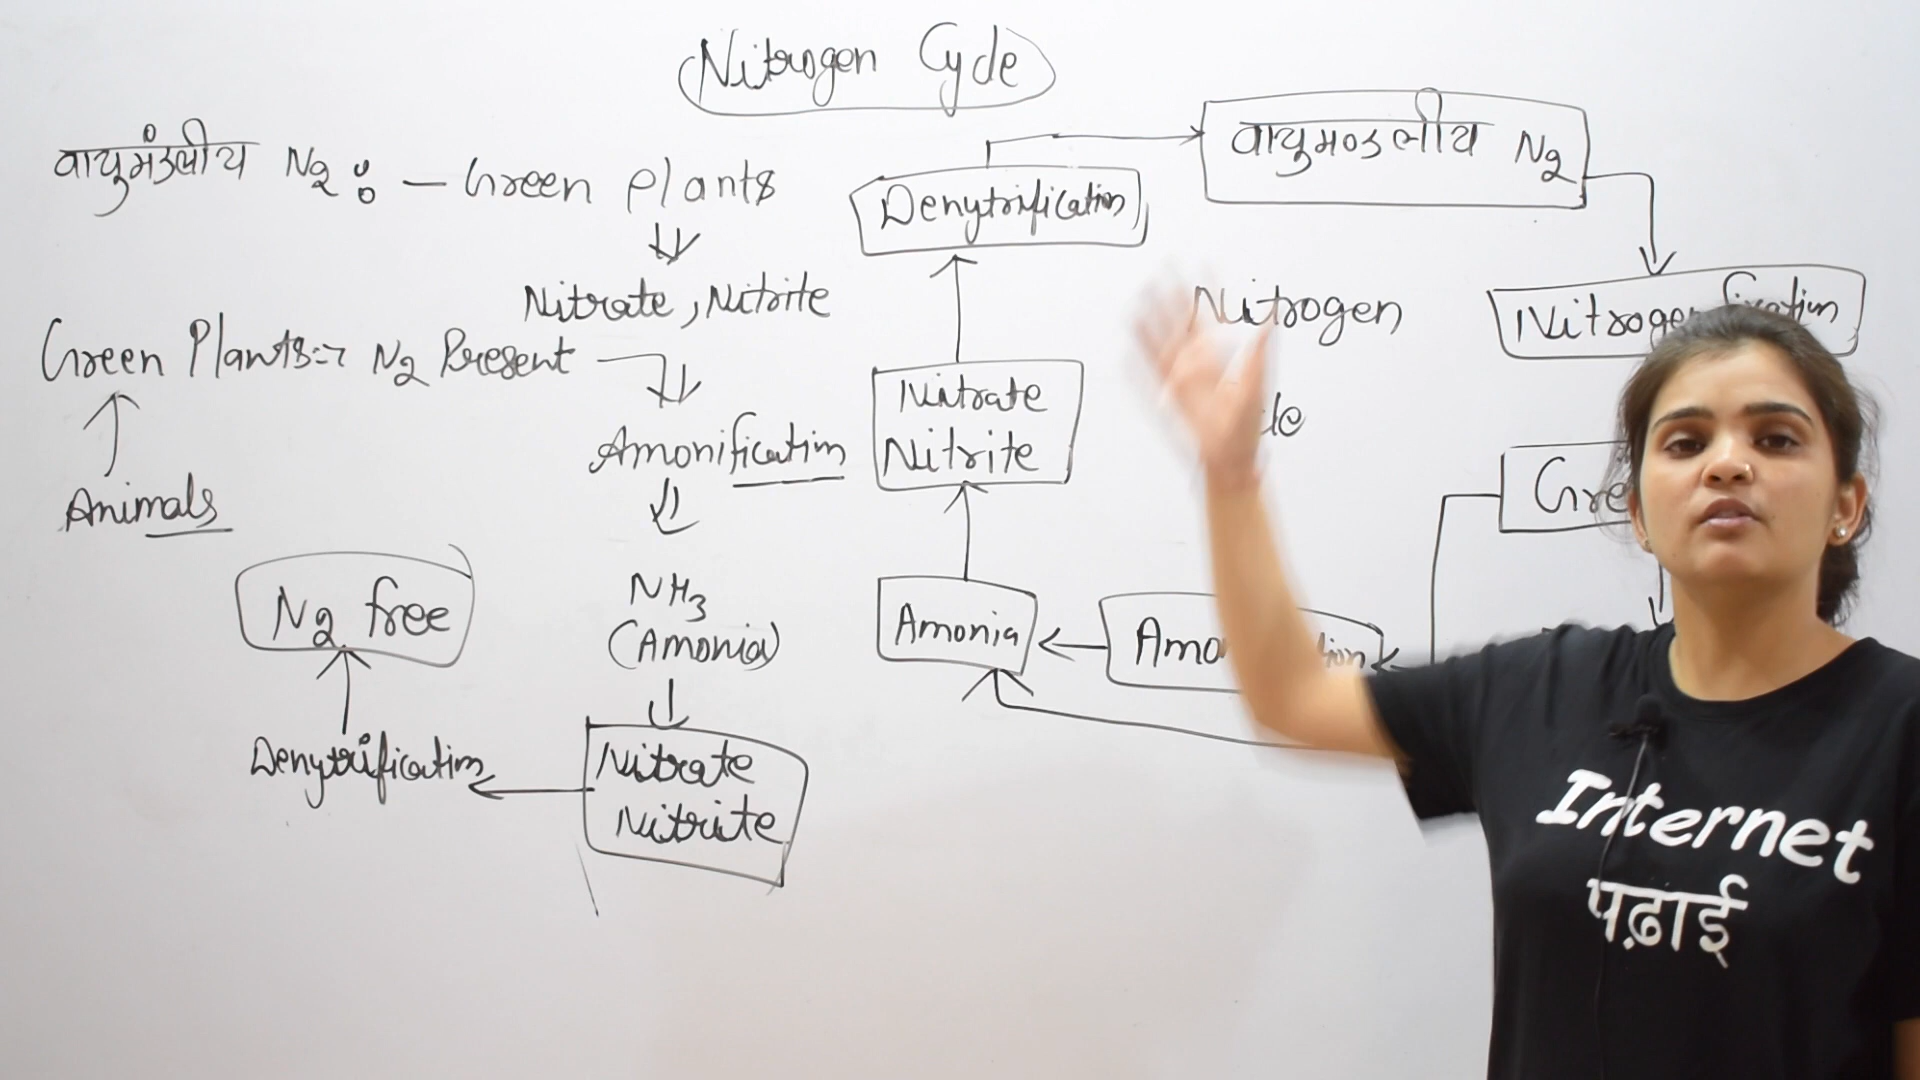 Nitrogen Cycle
वायुमंडलीय N2 : – Green plants
Nitrate, Nitrite
Green Plants :→ N2 Present
Amonification
Animals
NH3
(Amonia)
N2 free
Denytrification
Nitrate
Nitrite
वायुमण्डलीय N2
Denytrification
Nitrogen
Nitrate
Nitrite
Amonia
Internet
पढ़ाई